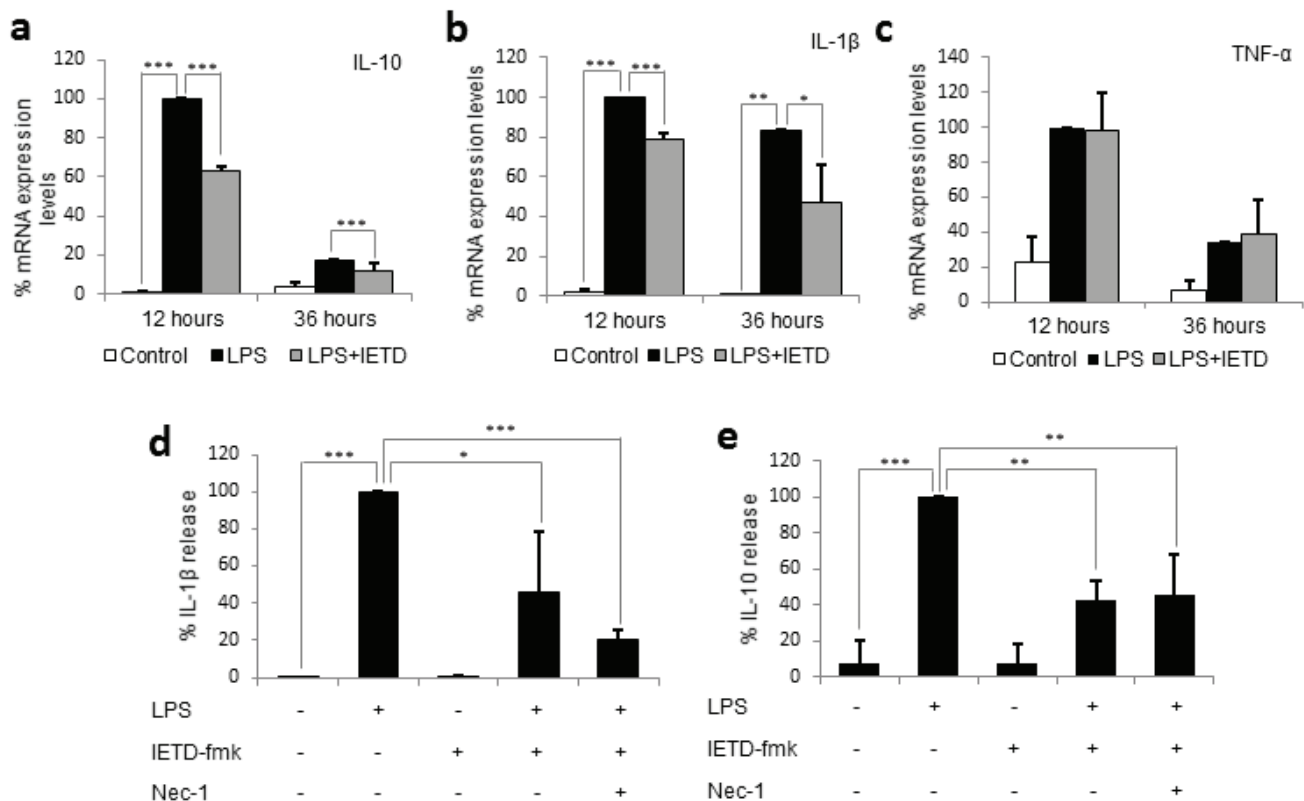 a
IL-10
% mRNA expression levels
120
100
80
60
40
20
0
***
***
***
12 hours
36 hours
Control LPS LPS+IETD
b
IL-1β
% mRNA expression levels
120
100
80
60
40
20
0
***
***
**
*
12 hours
36 hours
Control LPS LPS+IETD
c
TNF-α
% mRNA expression levels
140
120
100
80
60
40
20
0
12 hours
36 hours
Control LPS LPS+IETD
d
% IL-1β release
120
100
80
60
40
20
0
***
***
*
LPS - + - + +
IETD-fmk - - + + +
Nec-1 - - - - +
e
% IL-10 release
120
100
80
60
40
20
0
**
***
**
LPS - + - + +
IETD-fmk - - + + +
Nec-1 - - - - +